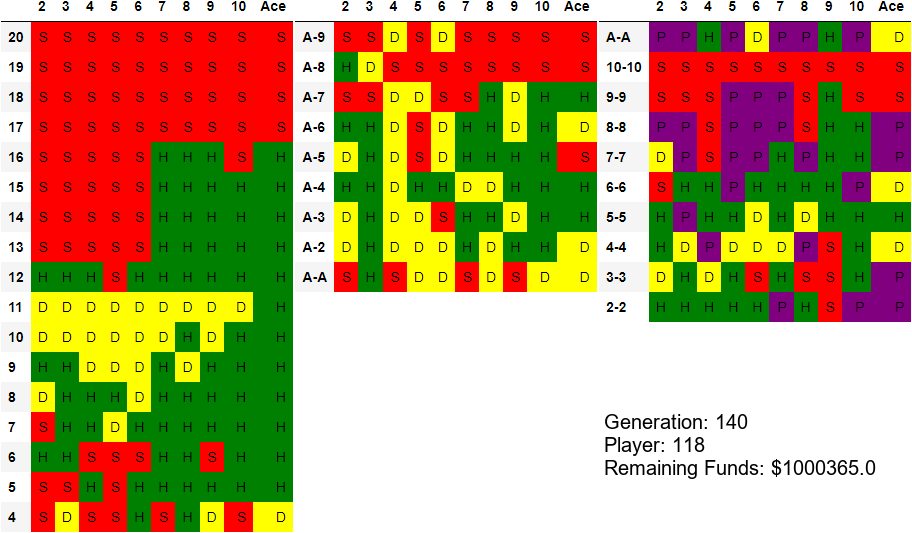 2 3 4 5 6 7 8 9 10 Ace
20 S S S S S S S S S S
19 S S S S S S S S S S
18 S S S S S S S S S S
17 S S S S S S S S S S
16 S S S S S H H H S H
15 S S S S S H H H H H
14 S S S S S H H H H H
13 S S S S S H H H H H
12 H H H S H H H H H H
11 D D D D D D D D D H
10 D D D D D D H D H H
9 H H D D D H D H H H
8 D H H H D H H H H H
7 S H H D H H H H H H
6 H H S S S H H S H H
5 S S H S H H H H H H
4 S D S S H S H D S D
2 3 4 5 6 7 8 9 10 Ace
A-9 S S D S D S S S S S
A-8 H D S S S S S S S S
A-7 S S D D S S H D H H
A-6 H H D S D H H D H D
A-5 D H D S D H H H H S
A-4 H H D H H D D H H H
A-3 D H D D S H H D H H
A-2 D H D D D H D H H D
A-A S H S D D S D S D D
2 3 4 5 6 7 8 9 10 Ace
A-A P P H P D P P H P D
10-10 S S S S S S S S S S
9-9 S S S P P P S H S S
8-8 P P S P P P S H H P
7-7 D P S P P H P H H P
6-6 S H H P H H H H P D
5-5 H P H H D H D H H H
4-4 H D P D D D P S H D
3-3 D H D H S H S S H P
2-2 H H H H H P H S P P
Generation: 140
Player: 118
Remaining Funds: $1000365.0